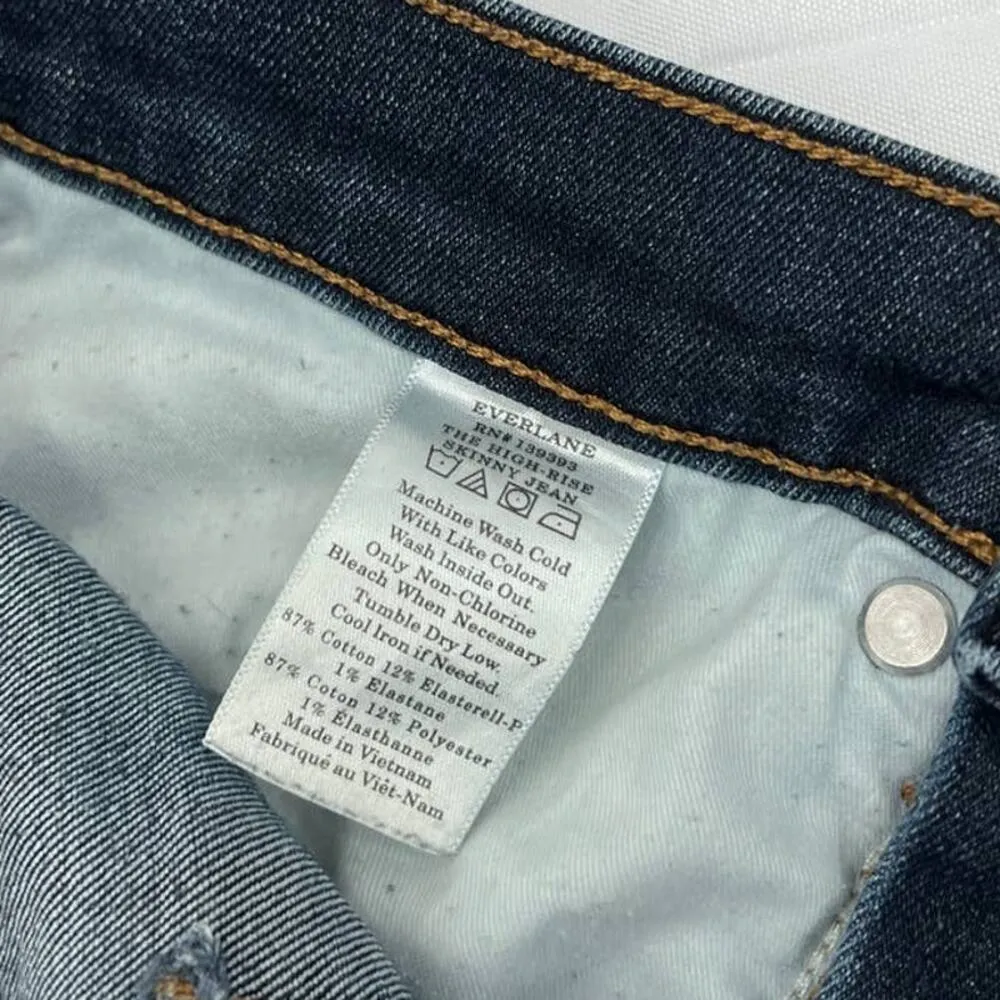 EVERLANE
RN# 139393
THE HIGH-RISE
SKINNY JEAN
Machine Wash Cold
With Like Colors
Wash Inside Out.
Only Non-Chlorine
Bleach When Necessary
Tumble Dry Low.
Cool Iron if Needed.
87% Cotton 12% Elasterell-P
1% Elastane
87% Coton 12% Polyester
1% Élasthanne
Made in Vietnam
Fabriqué au Viêt-Nam